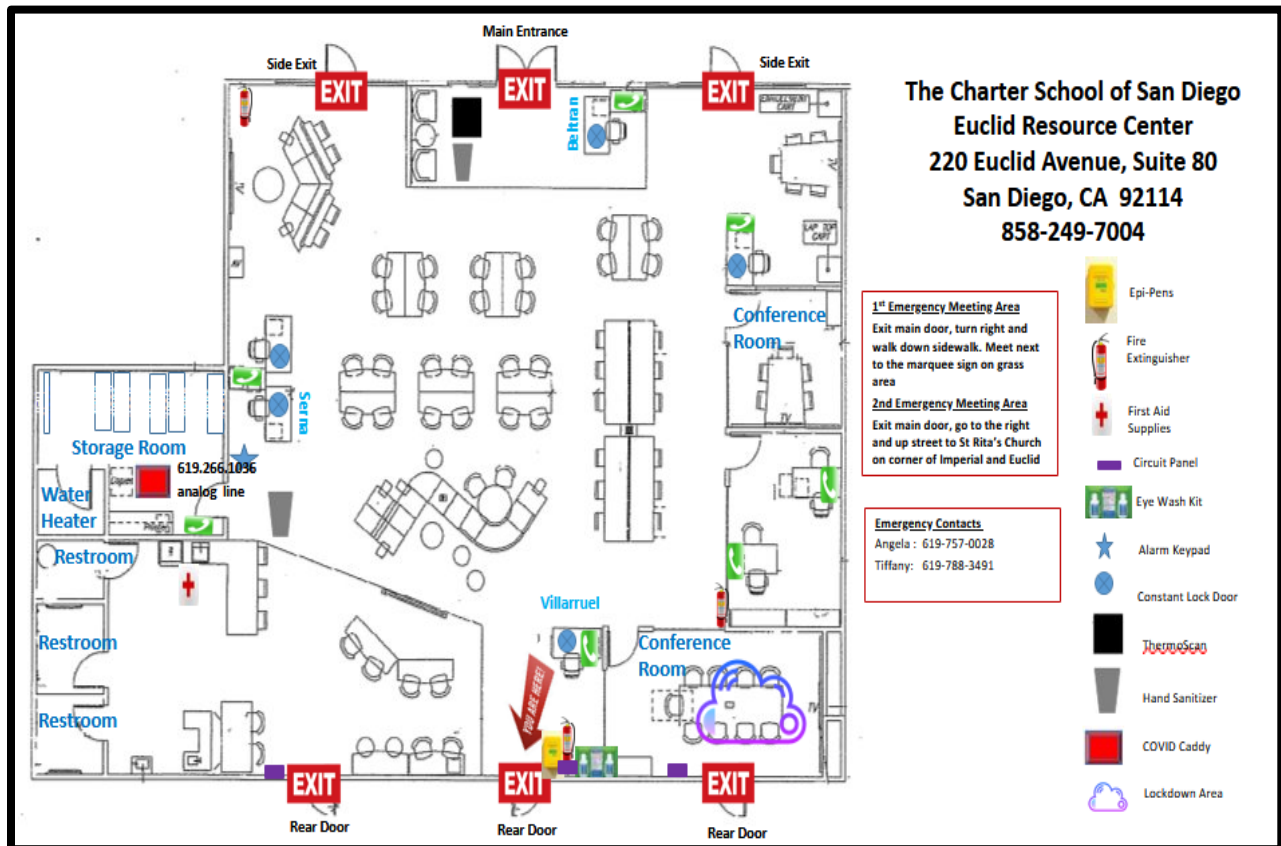 Main Entrance
Side Exit
Side Exit
EXIT
EXIT
EXIT
The Charter School of San Diego
Euclid Resource Center
220 Euclid Avenue, Suite 80
San Diego, CA 92114
858-249-7004
Beltran
TV
AV
LAP TOP
CART
Conference
Room
TV
Serna
Storage Room
619.266.1036
analog line
Copier
Water
Heater
Restroom
Restroom
Restroom
Villarruel
YOU ARE HERE!
Conference
Room
TV
EXIT
EXIT
EXIT
Rear Door
Rear Door
Rear Door
1st Emergency Meeting Area
Exit main door, turn right and
walk down sidewalk. Meet next
to the marquee sign on grass
area
2nd Emergency Meeting Area
Exit main door, go to the right
and up street to St Rita's Church
on corner of Imperial and Euclid
Emergency Contacts
Angela : 619-757-0028
Tiffany: 619-788-3491
Epi-Pens
Fire
Extinguisher
First Aid
Supplies
Circuit Panel
Eye Wash Kit
Alarm Keypad
Constant Lock Door
ThermoScan
Hand Sanitizer
COVID Caddy
Lockdown Area